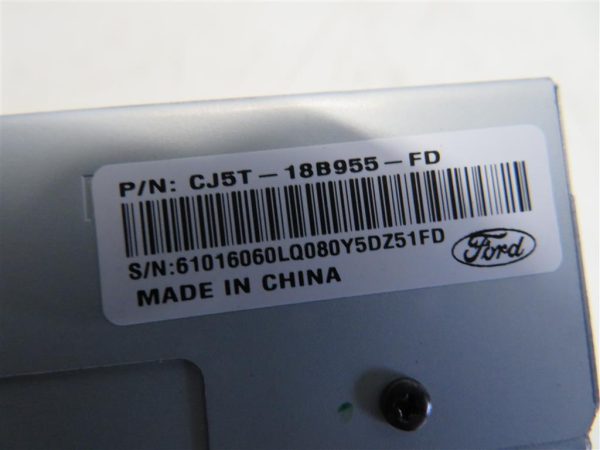 P/N: CJ5T-18B955-FD
S/N:61016060LQ080Y5DZ51FD
Ford
MADE IN CHINA